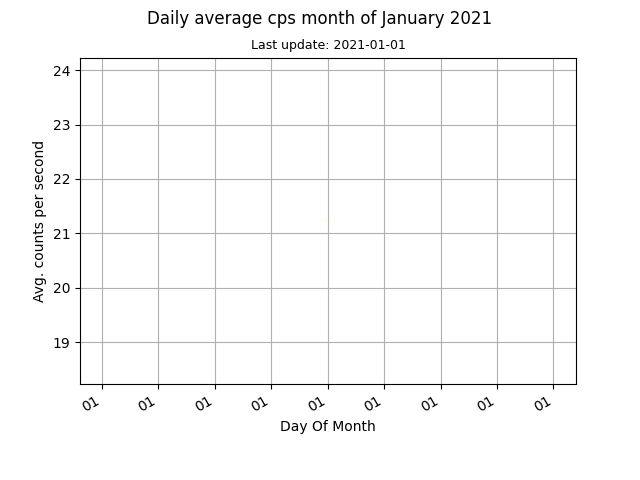 Daily average cps month of January 2021
Last update: 2021-01-01
24
23
22
21
20
19
Avg. counts per second
01 01 01 01 01 01 01 01 01
Day Of Month